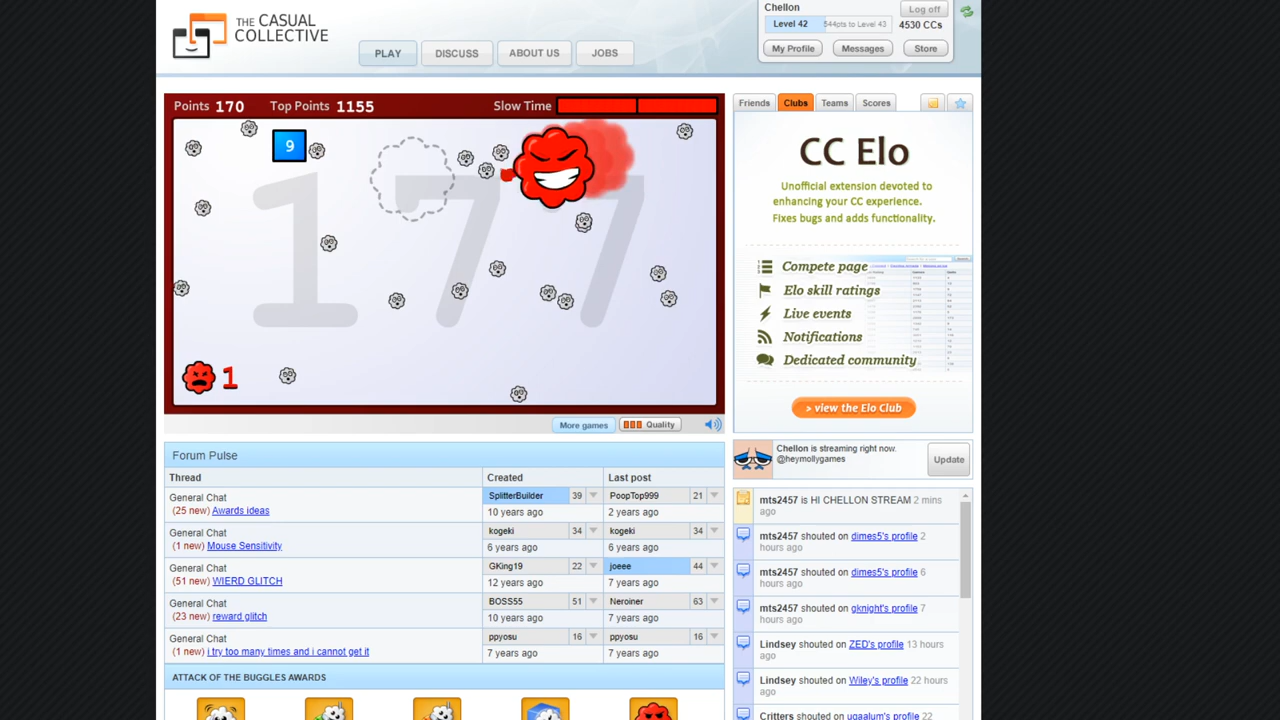 THE CASUAL
COLLECTIVE
PLAY
DISCUSS
ABOUT US
JOBS
Chellon
Log off
Level 42
544pts to Level 43
4530 CCs
My Profile
Messages
Store
Points 170
Top Points 1155
Slow Time
9
177
1
More games
Quality
Friends
Clubs
Teams
Scores
CC Elo
Unofficial extension devoted to
enhancing your CC experience.
Fixes bugs and adds functionality.
Compete page
Elo skill ratings
Live events
Notifications
Dedicated community
> view the Elo Club
Chellon is streaming right now.
@heymollygames
Update
Forum Pulse
Thread Created Last post
General Chat SplitterBuilder 39 PoopTop999 21
(25 new) Awards ideas 10 years ago 2 years ago
General Chat kogeki 34 kogeki 34
(1 new) Mouse Sensitivity 6 years ago 6 years ago
General Chat GKing19 22 joeee 44
(51 new) WIERD GLITCH 12 years ago 7 years ago
General Chat BOSS55 51 Neroiner 63
(23 new) reward glitch 10 years ago 7 years ago
General Chat ppyosu 16 ppyosu 16
(1 new) i try too many times and i cannot get it 7 years ago 7 years ago
ATTACK OF THE BUGGLES AWARDS
mts2457 is HI CHELLON STREAM 2 mins
ago
mts2457 shouted on dimes5's profile 2
hours ago
mts2457 shouted on dimes5's profile 6
hours ago
mts2457 shouted on gknight's profile 7
hours ago
Lindsey shouted on ZED's profile 13 hours
ago
Lindsey shouted on Wiley's profile 22 hours
ago
Critters shouted on ugaalum's profile 22